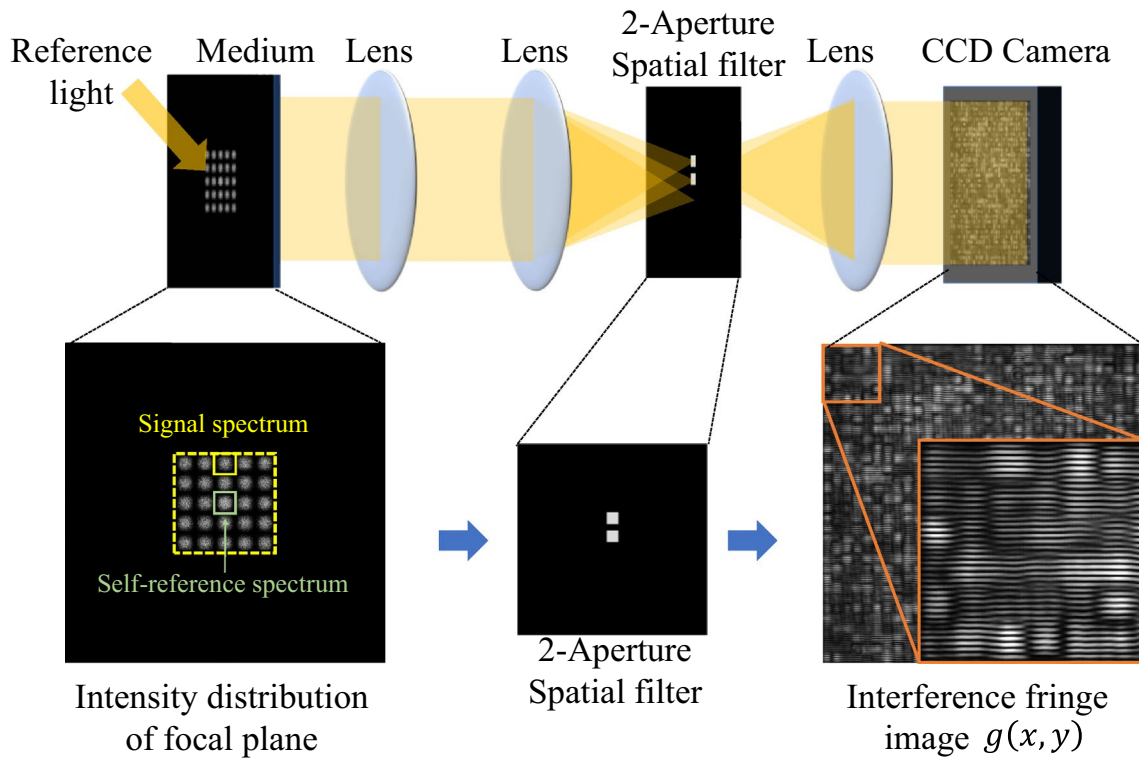 Reference
light
Medium
Lens
Lens
2-Aperture
Spatial filter
Lens
CCD Camera
Signal spectrum
Self-reference spectrum
Intensity distribution
of focal plane
2-Aperture
Spatial filter
Interference fringe
image g(x, y)